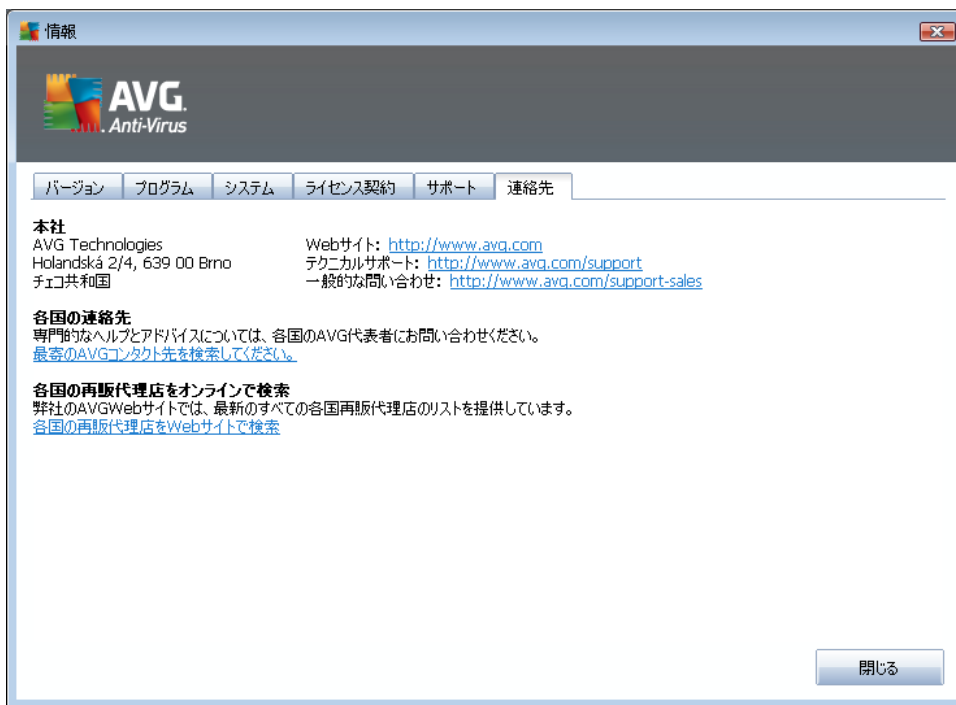 情報
AVG.
Anti-Virus
バージョン プログラム システム ライセンス契約 サポート 連絡先
本社
AVG Technologies Webサイト: http://www.avg.com
Holandská 2/4, 639 00 Brno テクニカルサポート: http://www.avg.com/support
チェコ共和国 一般的な問い合わせ: http://www.avg.com/support-sales
各国の連絡先
専門的なヘルプとアドバイスについては、各国のAVG代表者にお問い合わせください。
最寄のAVGコンタクト先を検索してください。
各国の再販代理店をオンラインで検索
弊社のAVGWebサイトでは、最新のすべての各国再販代理店のリストを提供しています。
各国の再販代理店をWebサイトで検索
閉じる